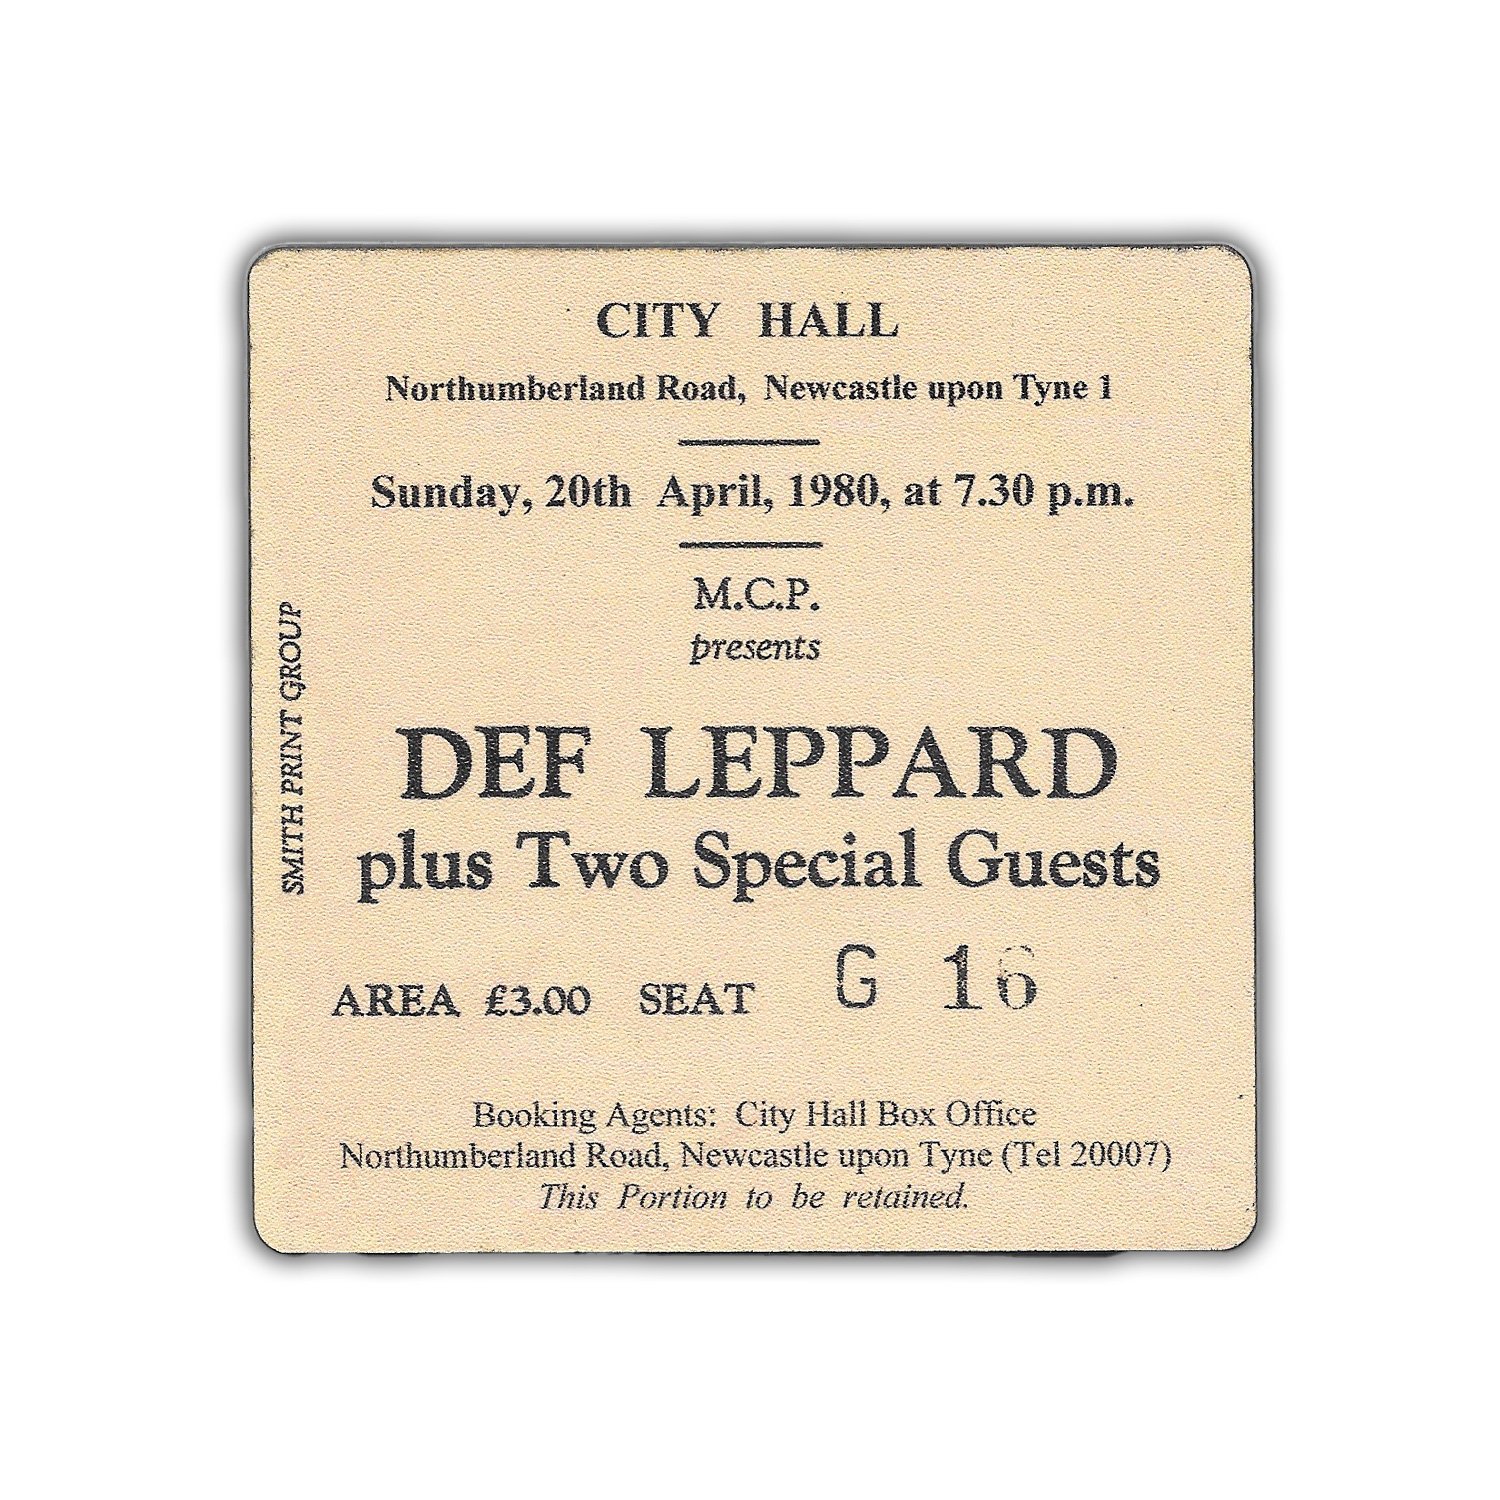 CITY HALL
Northumberland Road, Newcastle upon Tyne 1
Sunday, 20th April, 1980, at 7.30 p.m.
M.C.P.
presents
DEF LEPPARD
plus Two Special Guests
AREA £3.00 SEAT G 16
Booking Agents: City Hall Box Office
Northumberland Road, Newcastle upon Tyne (Tel 20007)
This Portion to be retained.
SMITH PRINT GROUP